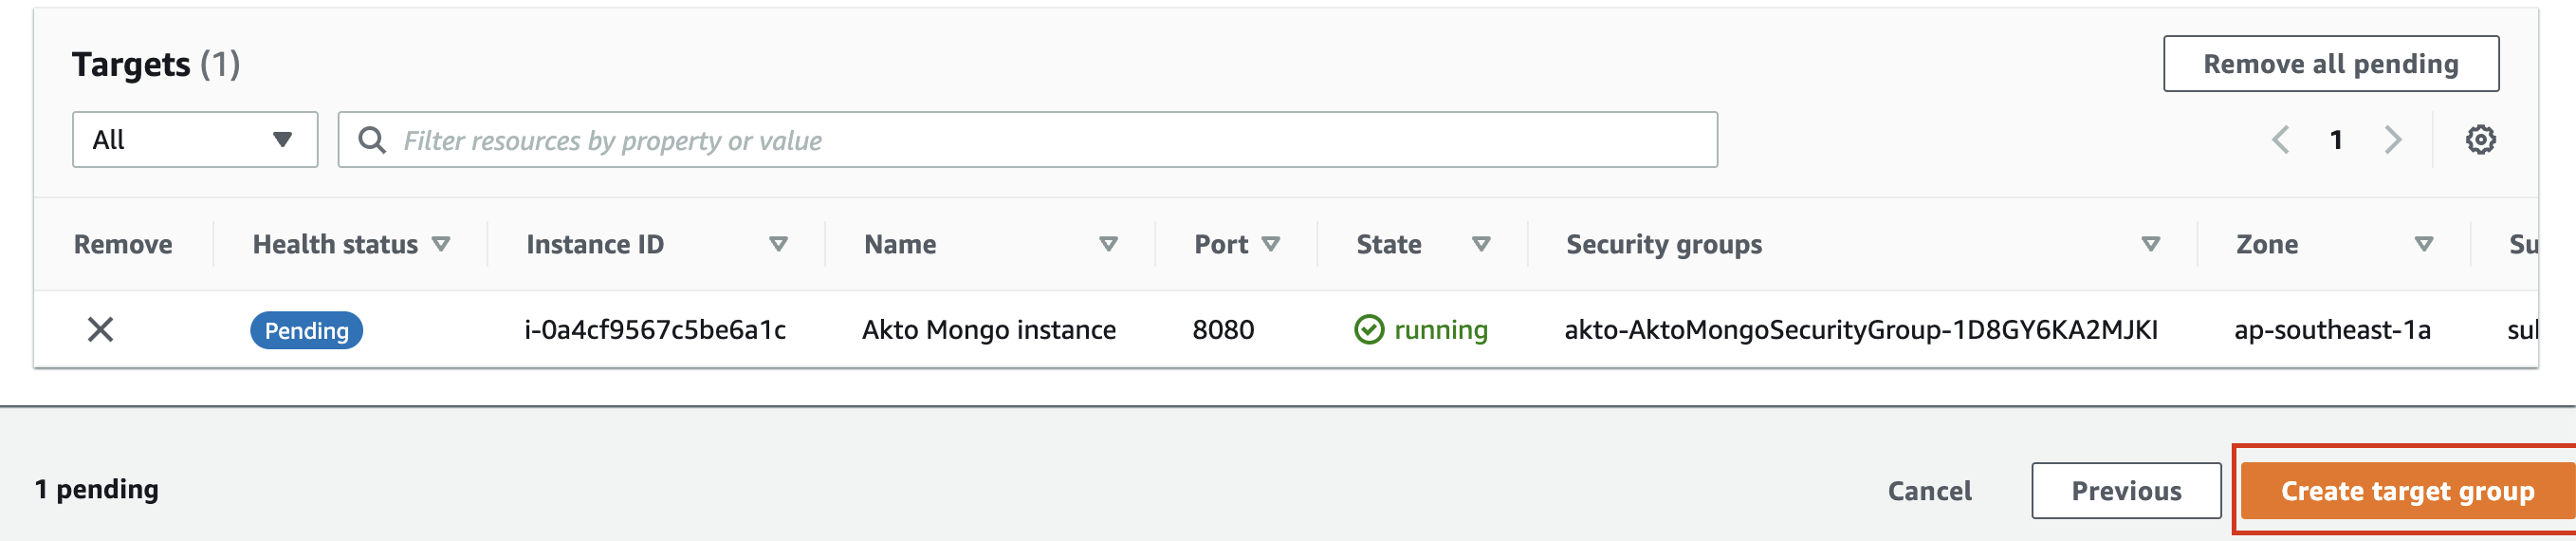 Targets (1)
Remove all pending
All
Filter resources by property or value
1
Remove Health status Instance ID Name Port State Security groups Zone Su
Pending i-0a4cf9567c5be6a1c Akto Mongo instance 8080 running akto-AktoMongoSecurityGroup-1D8GY6KA2MJKI ap-southeast-1a sul
1 pending
Cancel
Previous
Create target group